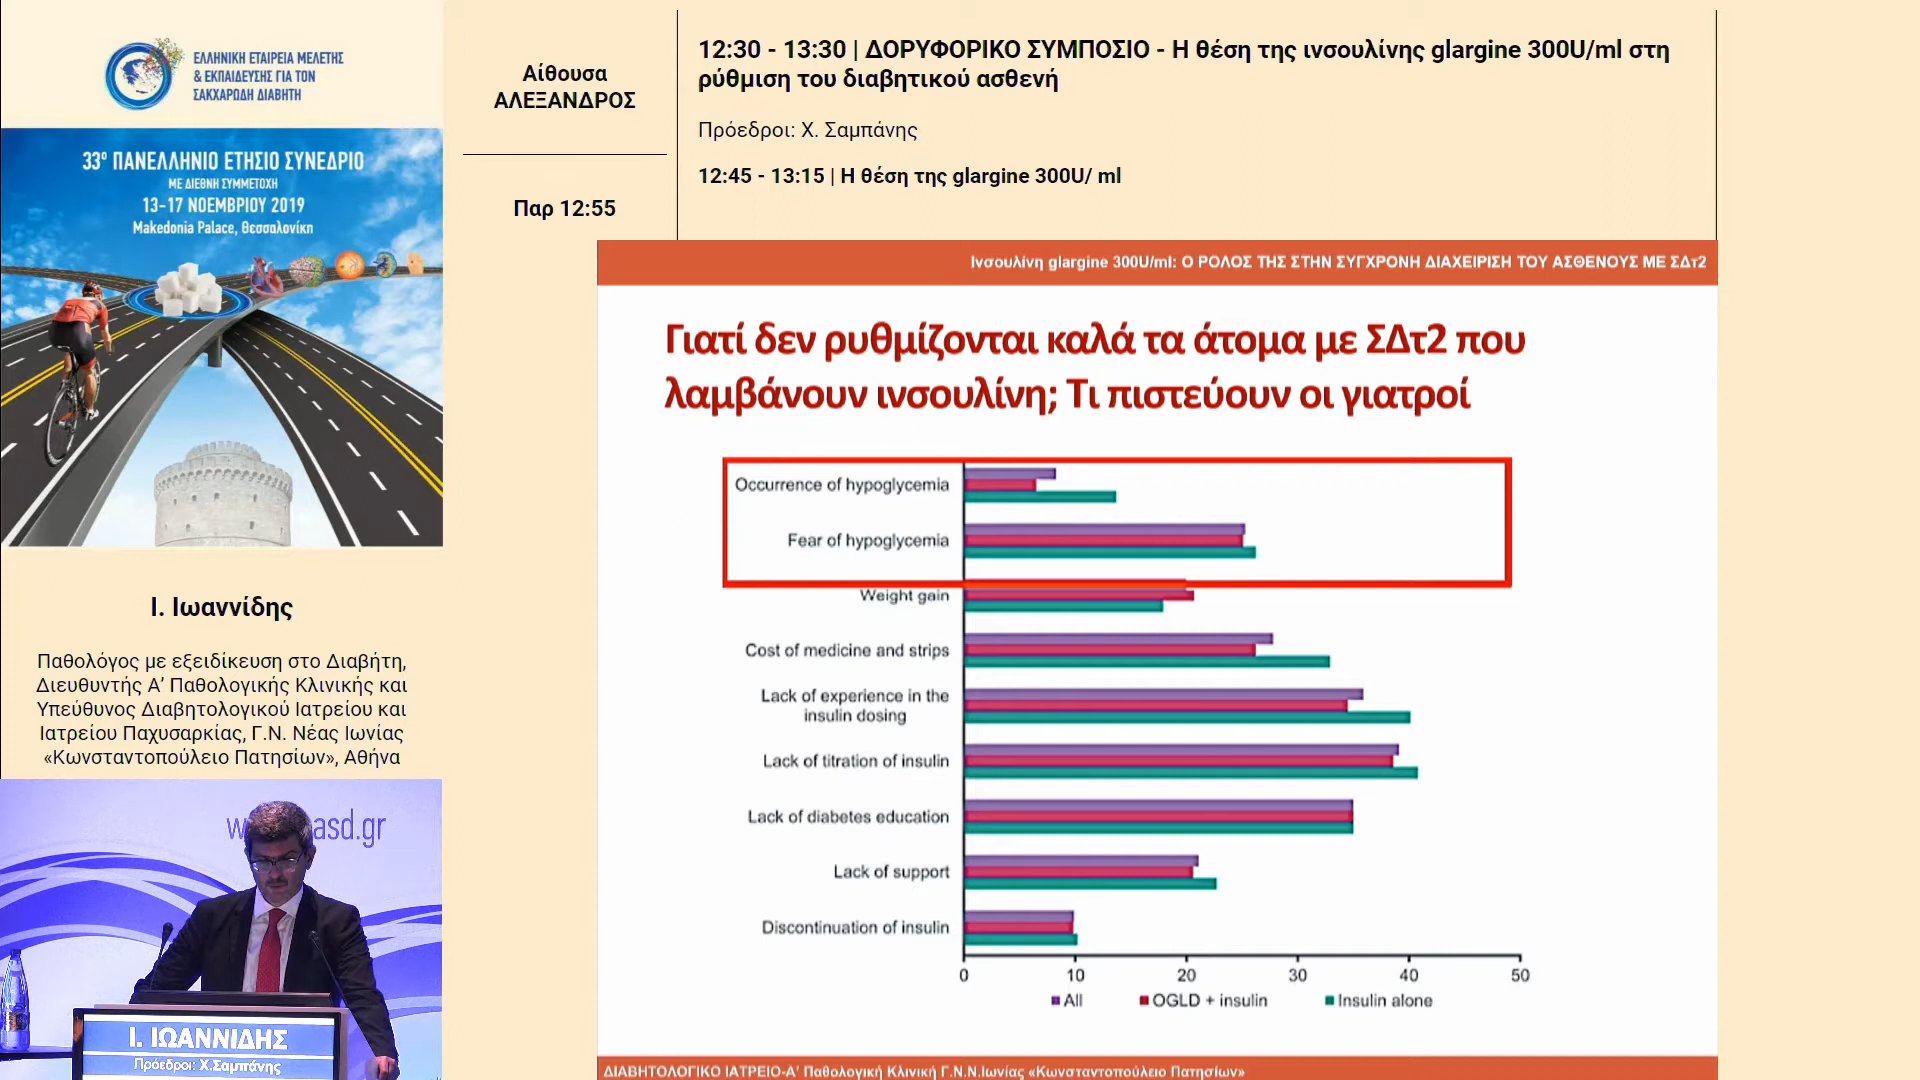 ΕΛΛΗΝΙΚΗ ΕΤΑΙΡΕΙΑ ΜΕΛΕΤΗΣ
& ΕΚΠΑΙΔΕΥΣΗΣ ΓΙΑ ΤΟΝ
ΣΑΚΧΑΡΩΔΗ ΔΙΑΒΗΤΗ
33ο ΠΑΝΕΛΛΗΝΙΟ ΕΤΗΣΙΟ ΣΥΝΕΔΡΙΟ
ΜΕ ΔΙΕΘΝΗ ΣΥΜΜΕΤΟΧΗ
13-17 ΝΟΕΜΒΡΙΟΥ 2019
Makedonia Palace, Θεσσαλονίκη
Ι. Ιωαννίδης
Παθολόγος με εξειδίκευση στο Διαβήτη,
Διευθυντής Α’ Παθολογικής Κλινικής και
Υπεύθυνος Διαβητολογικού Ιατρείου και
Ιατρείου Παχυσαρκίας, Γ.Ν. Νέας Ιωνίας
«Κωνσταντοπούλειο Πατησίων», Αθήνα
asd.gr
Ι. ΙΩΑΝΝΙΔΗΣ
Πρόεδροι: Χ.Σαμπάνης
Αίθουσα
ΑΛΕΞΑΝΔΡΟΣ
Παρ 12:55
12:30 - 13:30 | ΔΟΡΥΦΟΡΙΚΟ ΣΥΜΠΟΣΙΟ - Η θέση της ινσουλίνης glargine 300U/ml στη
ρύθμιση του διαβητικού ασθενή
Πρόεδροι: Χ. Σαμπάνης
12:45 - 13:15 | Η θέση της glargine 300U/ ml
Ινσουλίνη glargine 300U/ml: Ο ΡΟΛΟΣ ΤΗΣ ΣΤΗΝ ΣΥΓΧΡΟΝΗ ΔΙΑΧΕΙΡΙΣΗ ΤΟΥ ΑΣΘΕΝΟΥΣ ΜΕ ΣΔτ2
Γιατί δεν ρυθμίζονται καλά τα άτομα με ΣΔτ2 που
λαμβάνουν ινσουλίνη; Τι πιστεύουν οι γιατροί
Occurrence of hypoglycemia
Fear of hypoglycemia
Weight gain
Cost of medicine and strips
Lack of experience in the
insulin dosing
Lack of titration of insulin
Lack of diabetes education
Lack of support
Discontinuation of insulin
0 10 20 30 40 50
All OGLD + insulin Insulin alone
ΔΙΑΒΗΤΟΛΟΓΙΚΟ ΙΑΤΡΕΙΟ-Α’ Παθολογική Κλινική Γ.Ν.Ν.Ιωνίας «Κωνσταντοπούλειο Πατησίων»